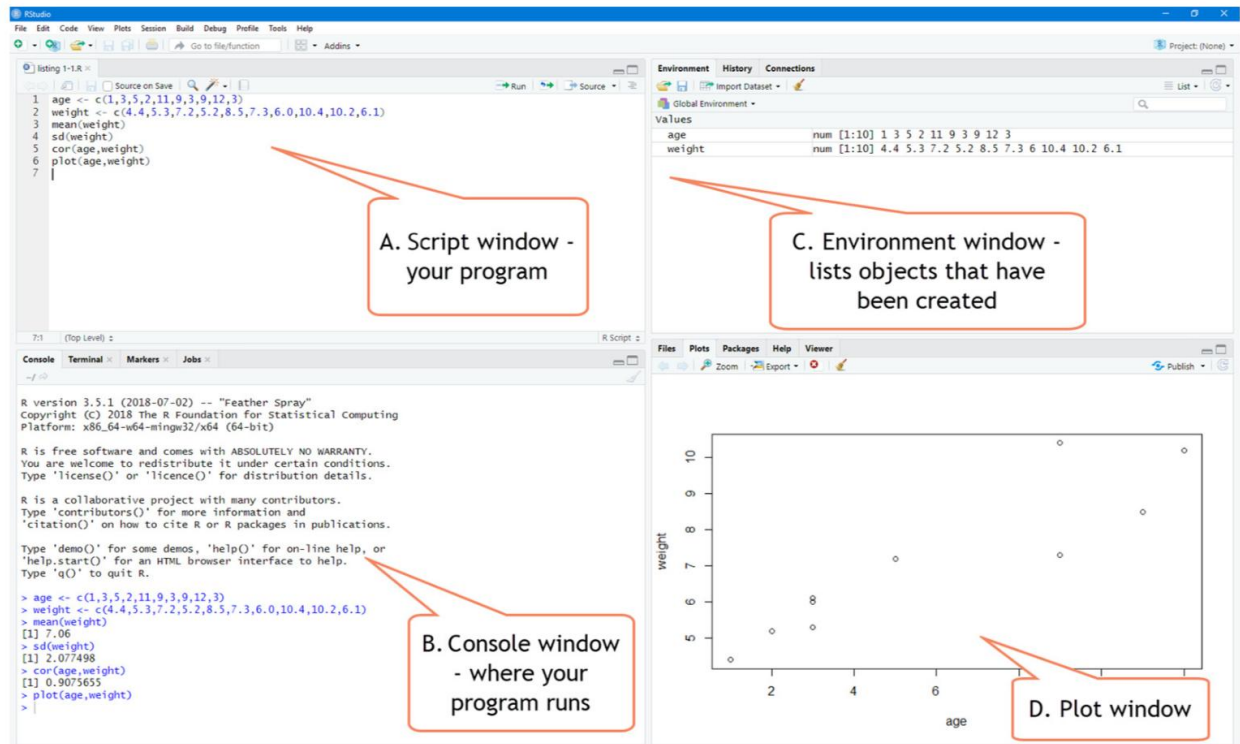 RStudio
File Edit Code View Plots Session Build Debug Profile Tools Help
Go to file/function Addins
Project: (None)
listing 1-1.R
Source on Save Run Source
1 age <- c(1,3,5,2,11,9,3,9,12,3)
2 weight <- c(4.4,5.3,7.2,5.2,8.5,7.3,6.0,10.4,10.2,6.1)
3 mean(weight)
4 sd(weight)
5 cor(age,weight)
6 plot(age,weight)
7
A. Script window -
your program
7:1 (Top Level) R Script
Console Terminal Markers Jobs
~/
R version 3.5.1 (2018-07-02) -- "Feather Spray"
Copyright (C) 2018 The R Foundation for Statistical Computing
Platform: x86_64-w64-mingw32/x64 (64-bit)
R is free software and comes with ABSOLUTELY NO WARRANTY.
You are welcome to redistribute it under certain conditions.
Type 'license()' or 'licence()' for distribution details.
R is a collaborative project with many contributors.
Type 'contributors()' for more information and
'citation()' on how to cite R or R packages in publications.
Type 'demo()' for some demos, 'help()' for on-line help, or
'help.start()' for an HTML browser interface to help.
Type 'q()' to quit R.
> age <- c(1,3,5,2,11,9,3,9,12,3)
> weight <- c(4.4,5.3,7.2,5.2,8.5,7.3,6.0,10.4,10.2,6.1)
> mean(weight)
[1] 7.06
> sd(weight)
[1] 2.077498
> cor(age,weight)
[1] 0.9075655
> plot(age,weight)
>
B. Console window
- where your
program runs
Environment History Connections
Import Dataset List
Global Environment
Values
age num [1:10] 1 3 5 2 11 9 3 9 12 3
weight num [1:10] 4.4 5.3 7.2 5.2 8.5 7.3 6 10.4 10.2 6.1
C. Environment window -
lists objects that have
been created
Files Plots Packages Help Viewer
Zoom Export Publish
10
9
8
7
6
5
weight
2 4 6
age
D. Plot window